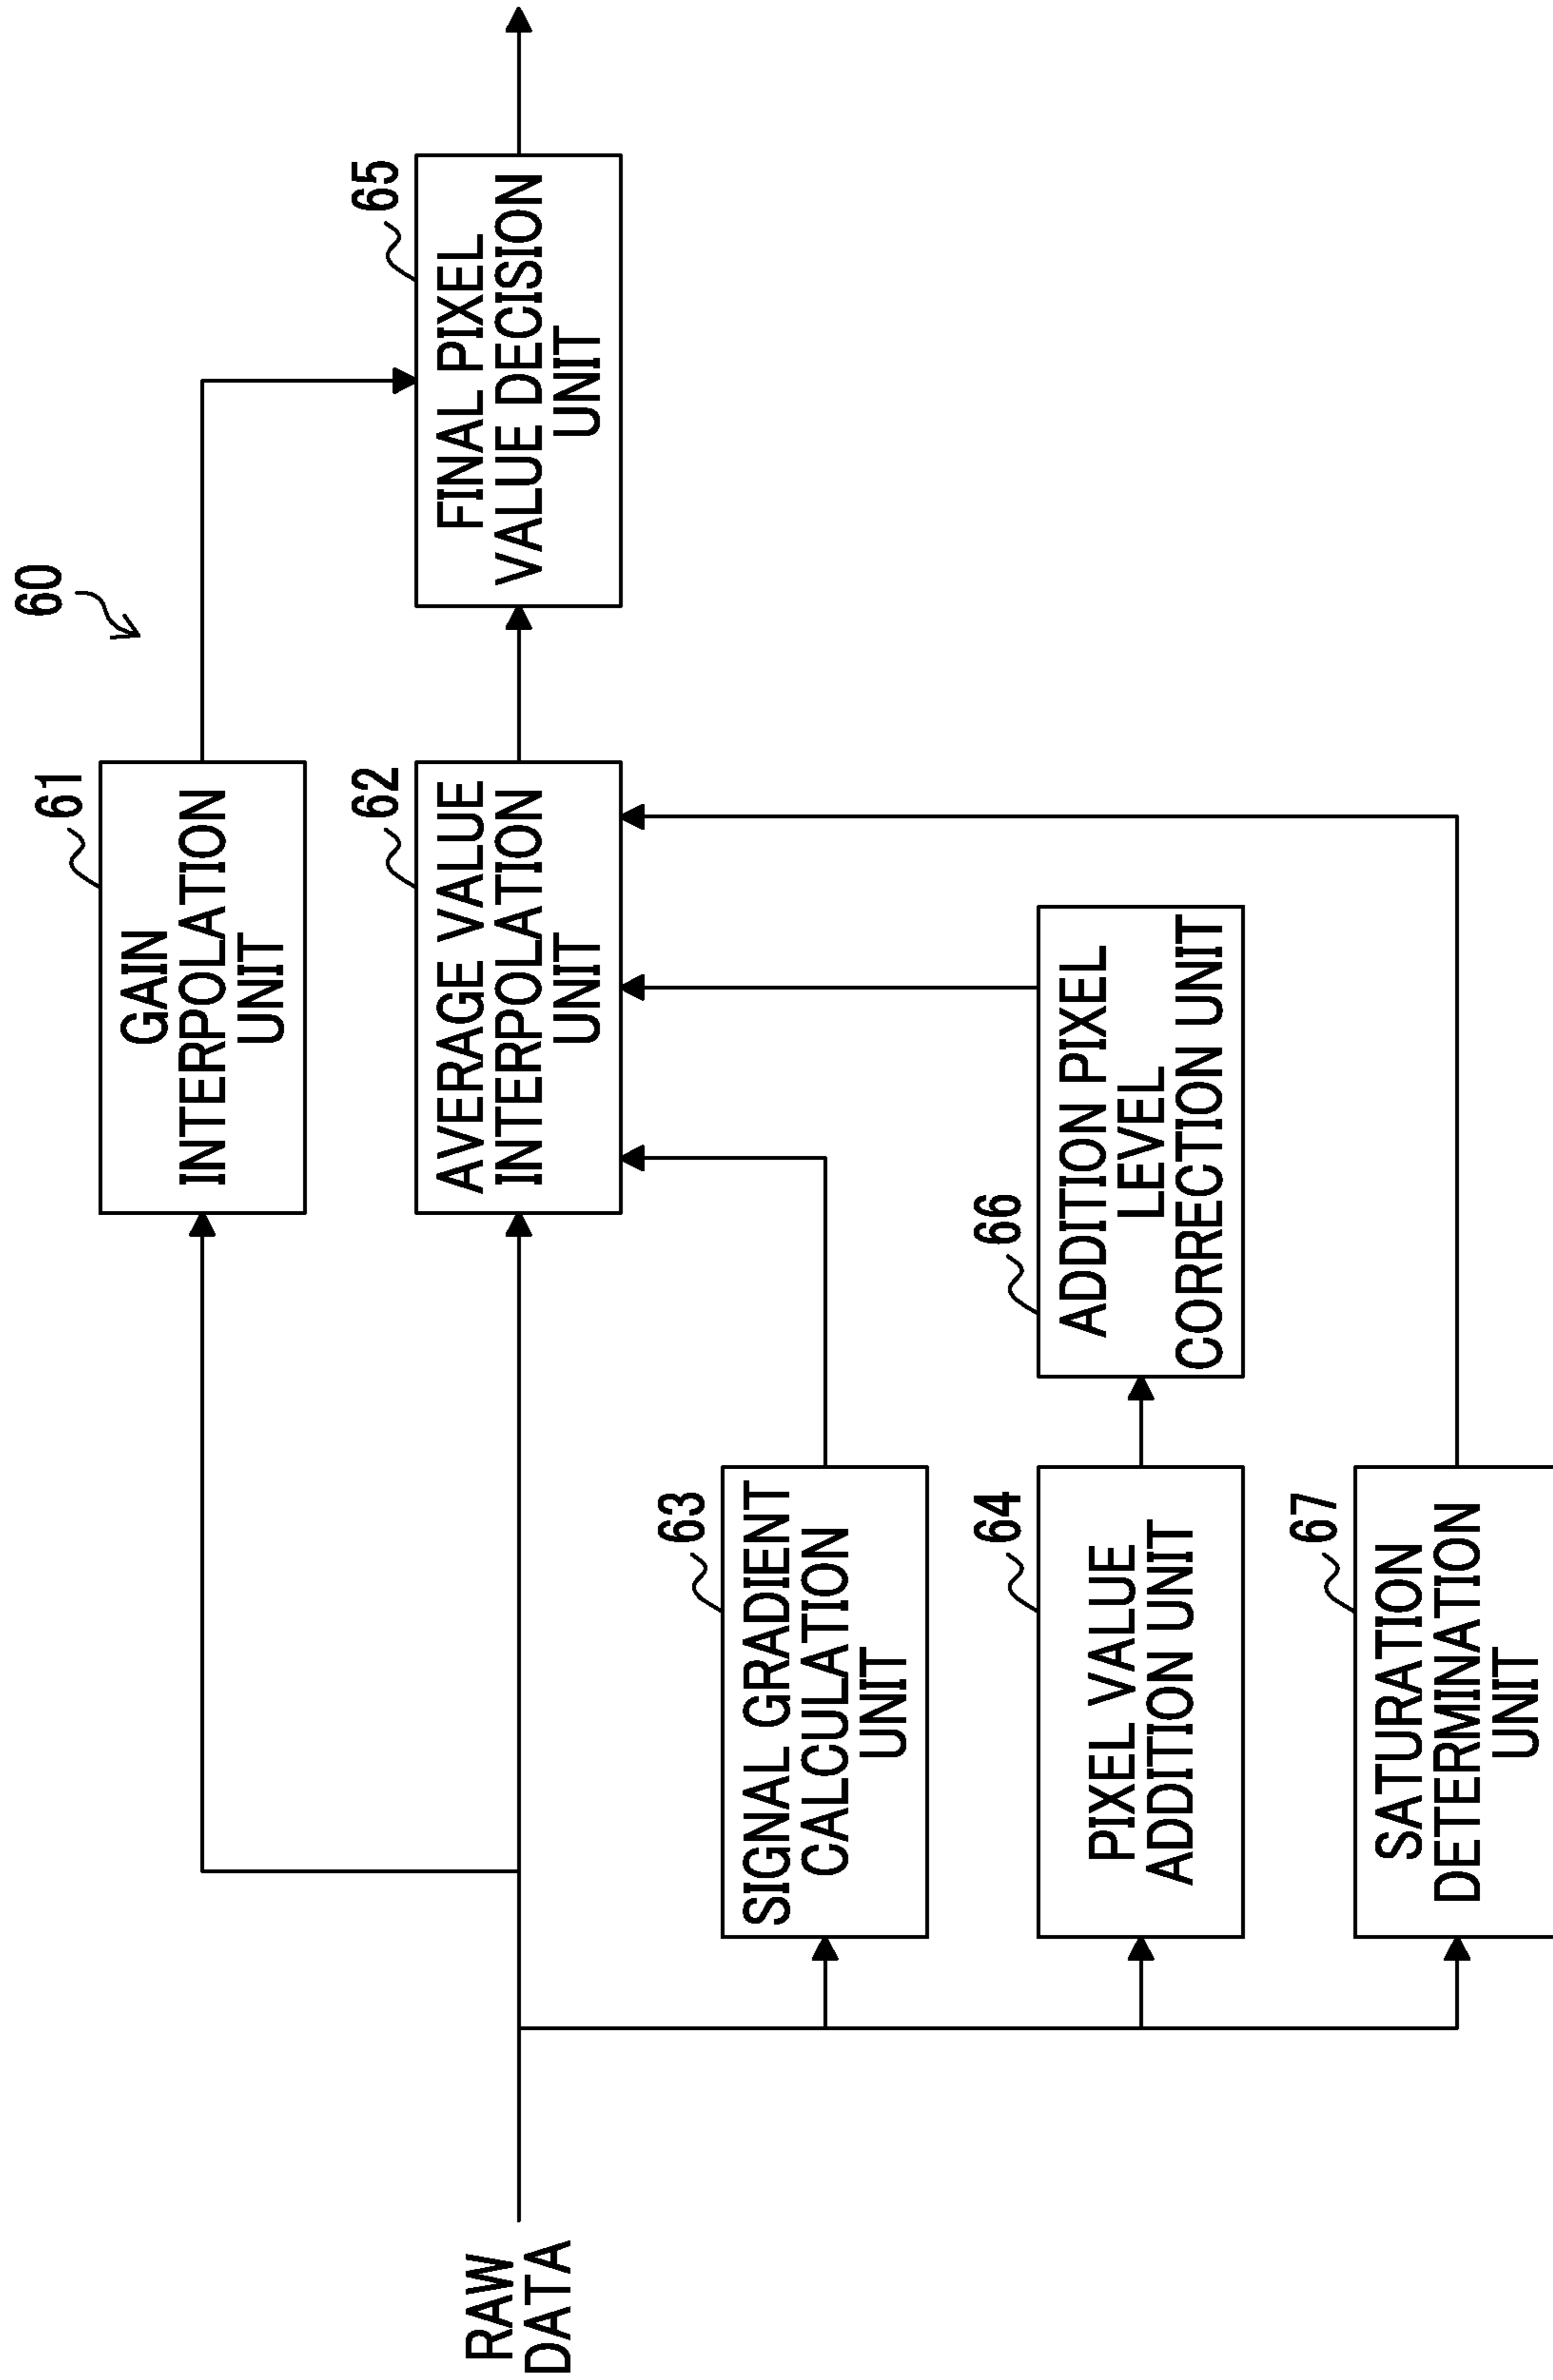 60
61
GAIN
INTERPOLATION
UNIT
65
FINAL PIXEL
VALUE DECISION
UNIT
62
AVERAGE VALUE
INTERPOLATION
UNIT
RAW
DATA
63
SIGNAL GRADIENT
CALCULATION
UNIT
64
PIXEL VALUE
ADDITION UNIT
66
ADDITION PIXEL
LEVEL
CORRECTION UNIT
67
SATURATION
DETERMINATION
UNIT